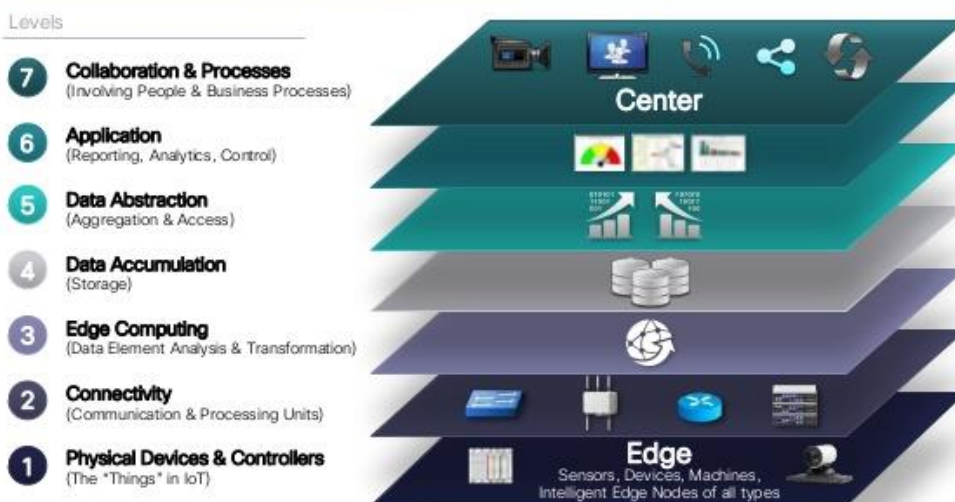 Levels
7
Collaboration & Processes
(Involving People & Business Processes)
6
Application
(Reporting, Analytics, Control)
5
Data Abstraction
(Aggregation & Access)
4
Data Accumulation
(Storage)
3
Edge Computing
(Data Element Analysis & Transformation)
2
Connectivity
(Communication & Processing Units)
1
Physical Devices & Controllers
(The "Things" in IoT)
Center
Edge
Sensors, Devices, Machines,
Intelligent Edge Nodes of all types